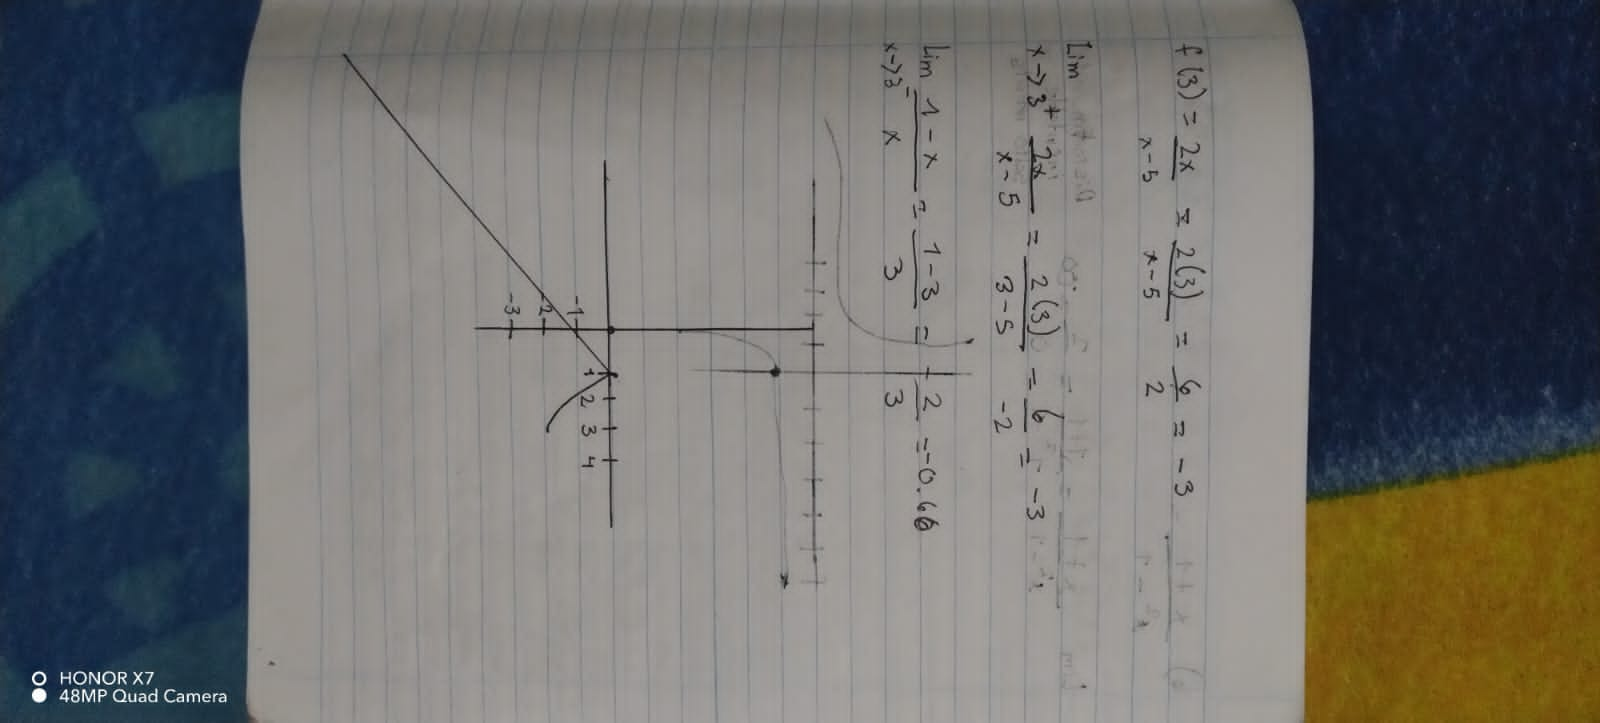 f(3) = 2x/x-5 = 2(3)/x-5 = 6/2 = -3
Lim x→3⁺ 2x/x-5 = 2(3)/3-5 = 6/-2 = -3
Lim x→3⁻ 1-x/x = 1-3/3 = -2/3 = -0.66
1 2 3 4
-1
-2
-3
HONOR X7
48MP Quad Camera